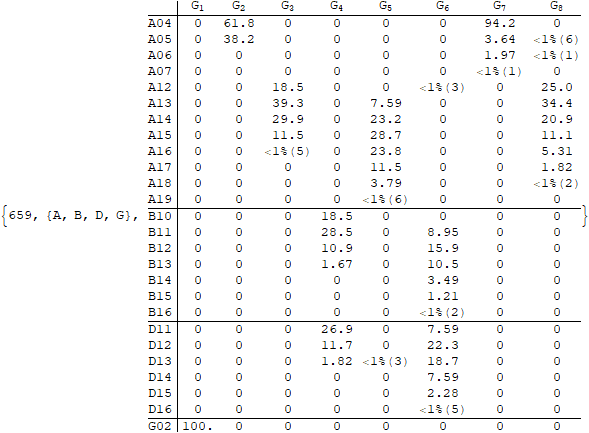 G1 G2 G3 G4 G5 G6 G7 G8
A04 0 61.8 0 0 0 0 94.2 0
A05 0 38.2 0 0 0 0 3.64 <1%(6)
A06 0 0 0 0 0 0 1.97 <1%(1)
A07 0 0 0 0 0 0 <1%(1) 0
A12 0 0 18.5 0 0 <1%(3) 0 25.0
A13 0 0 39.3 0 7.59 0 0 34.4
A14 0 0 29.9 0 23.2 0 0 20.9
A15 0 0 11.5 0 28.7 0 0 11.1
A16 0 0 <1%(5) 0 23.8 0 0 5.31
A17 0 0 0 0 11.5 0 0 1.82
A18 0 0 0 0 3.79 0 0 <1%(2)
A19 0 0 0 0 <1%(6) 0 0 0
{659, {A, B, D, G}, B10 0 0 0 18.5 0 0 0 0 }
B11 0 0 0 28.5 0 8.95 0 0
B12 0 0 0 10.9 0 15.9 0 0
B13 0 0 0 1.67 0 10.5 0 0
B14 0 0 0 0 0 3.49 0 0
B15 0 0 0 0 0 1.21 0 0
B16 0 0 0 0 0 <1%(2) 0 0
D11 0 0 0 26.9 0 7.59 0 0
D12 0 0 0 11.7 0 22.3 0 0
D13 0 0 0 1.82 <1%(3) 18.7 0 0
D14 0 0 0 0 0 7.59 0 0
D15 0 0 0 0 0 2.28 0 0
D16 0 0 0 0 0 <1%(5) 0 0
G02 100. 0 0 0 0 0 0 0